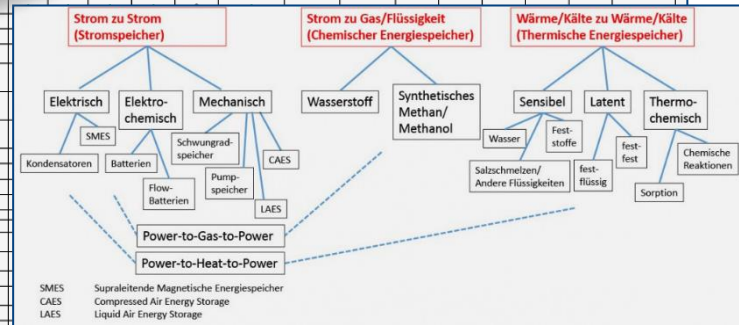 Strom zu Strom
(Stromspeicher)
Strom zu Gas/Flüssigkeit
(Chemischer Energiespeicher)
Wärme/Kälte zu Wärme/Kälte
(Thermische Energiespeicher)
Elektrisch
Elektro-
chemisch
Mechanisch
Wasserstoff
Synthetisches
Methan/
Methanol
Sensibel
Latent
Thermo-
chemisch
SMES
Kondensatoren
Batterien
Flow-
Batterien
Schwungrad-
speicher
Pump-
speicher
CAES
LAES
Wasser
Fest-
stoffe
Salzschmelzen/
Andere Flüssigkeiten
fest-
flüssig
fest-
fest
Chemische
Reaktionen
Sorption
Power-to-Gas-to-Power
Power-to-Heat-to-Power
SMES Supraleitende Magnetische Energiespeicher
CAES Compressed Air Energy Storage
LAES Liquid Air Energy Storage